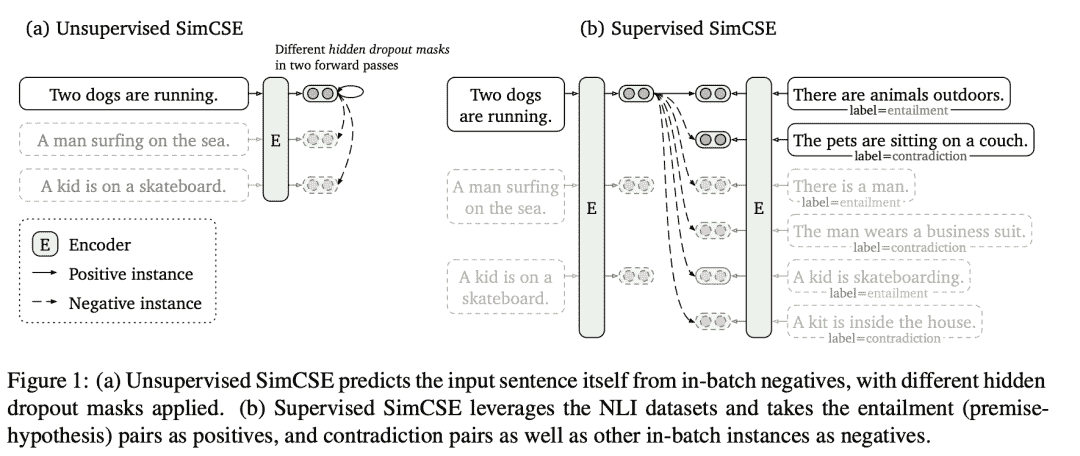 (a) Unsupervised SimCSE
Different hidden dropout masks
in two forward passes
Two dogs are running.
A man surfing on the sea.
A kid is on a skateboard.
E
E Encoder
Positive instance
Negative instance
(b) Supervised SimCSE
Two dogs
are running.
A man surfing
on the sea.
A kid is on a
skateboard.
E
E
There are animals outdoors.
label=entailment
The pets are sitting on a couch.
label=contradiction
There is a man.
label=entailment
The man wears a business suit.
label=contradiction
A kid is skateboarding.
label=entailment
A kit is inside the house.
label=contradiction
Figure 1: (a) Unsupervised SimCSE predicts the input sentence itself from in-batch negatives, with different hidden
dropout masks applied. (b) Supervised SimCSE leverages the NLI datasets and takes the entailment (premise-
hypothesis) pairs as positives, and contradiction pairs as well as other in-batch instances as negatives.